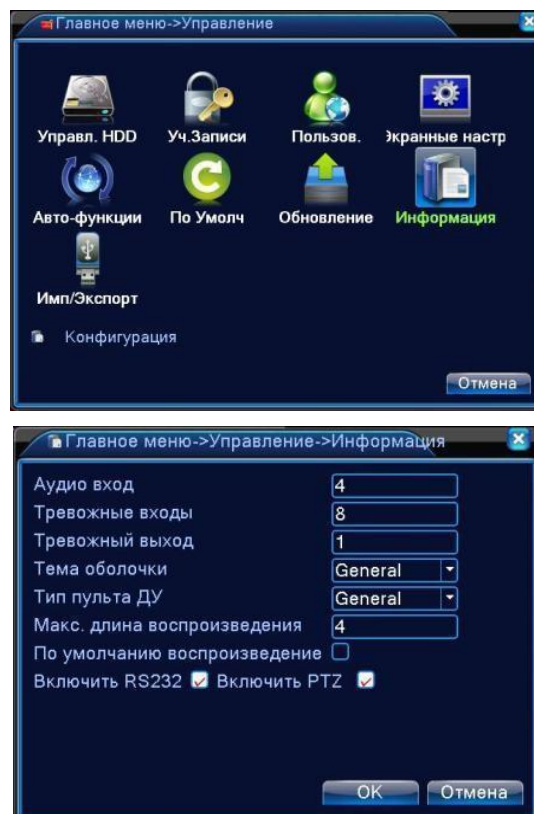 Главное меню->Управление
Управл. HDD Уч.Записи Пользов. Экранные настр
Авто-функции По Умолч Обновление Информация
Имп/Экспорт
Конфигурация
Отмена
Главное меню->Управление->Информация
Аудио вход 4
Тревожные входы 8
Тревожный выход 1
Тема оболочки General
Тип пульта ДУ General
Макс. длина воспроизведения 4
По умолчанию воспроизведение
Включить RS232 Включить PTZ
OK Отмена